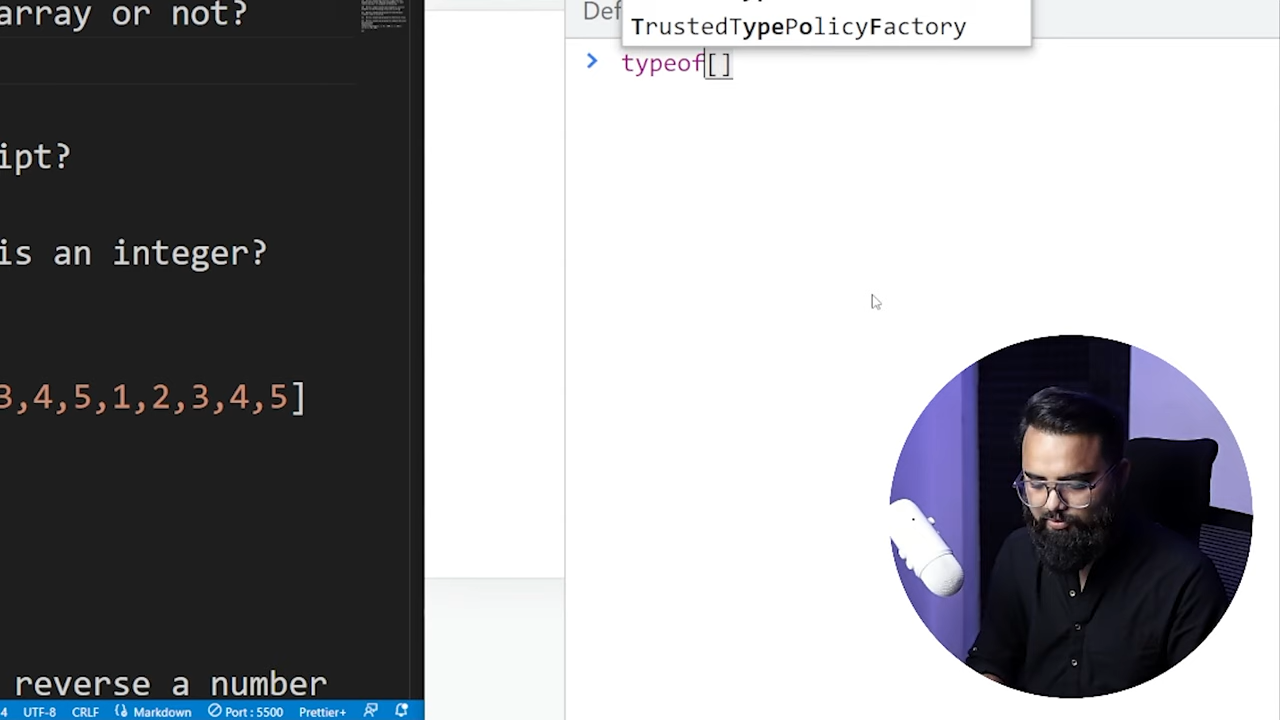 array or not?
ipt?
is an integer?
3,4,5,1,2,3,4,5]
reverse a number
4 UTF-8 CRLF Markdown Port : 5500 Prettier+
Def
TrustedTypePolicyFactory
> typeof[]